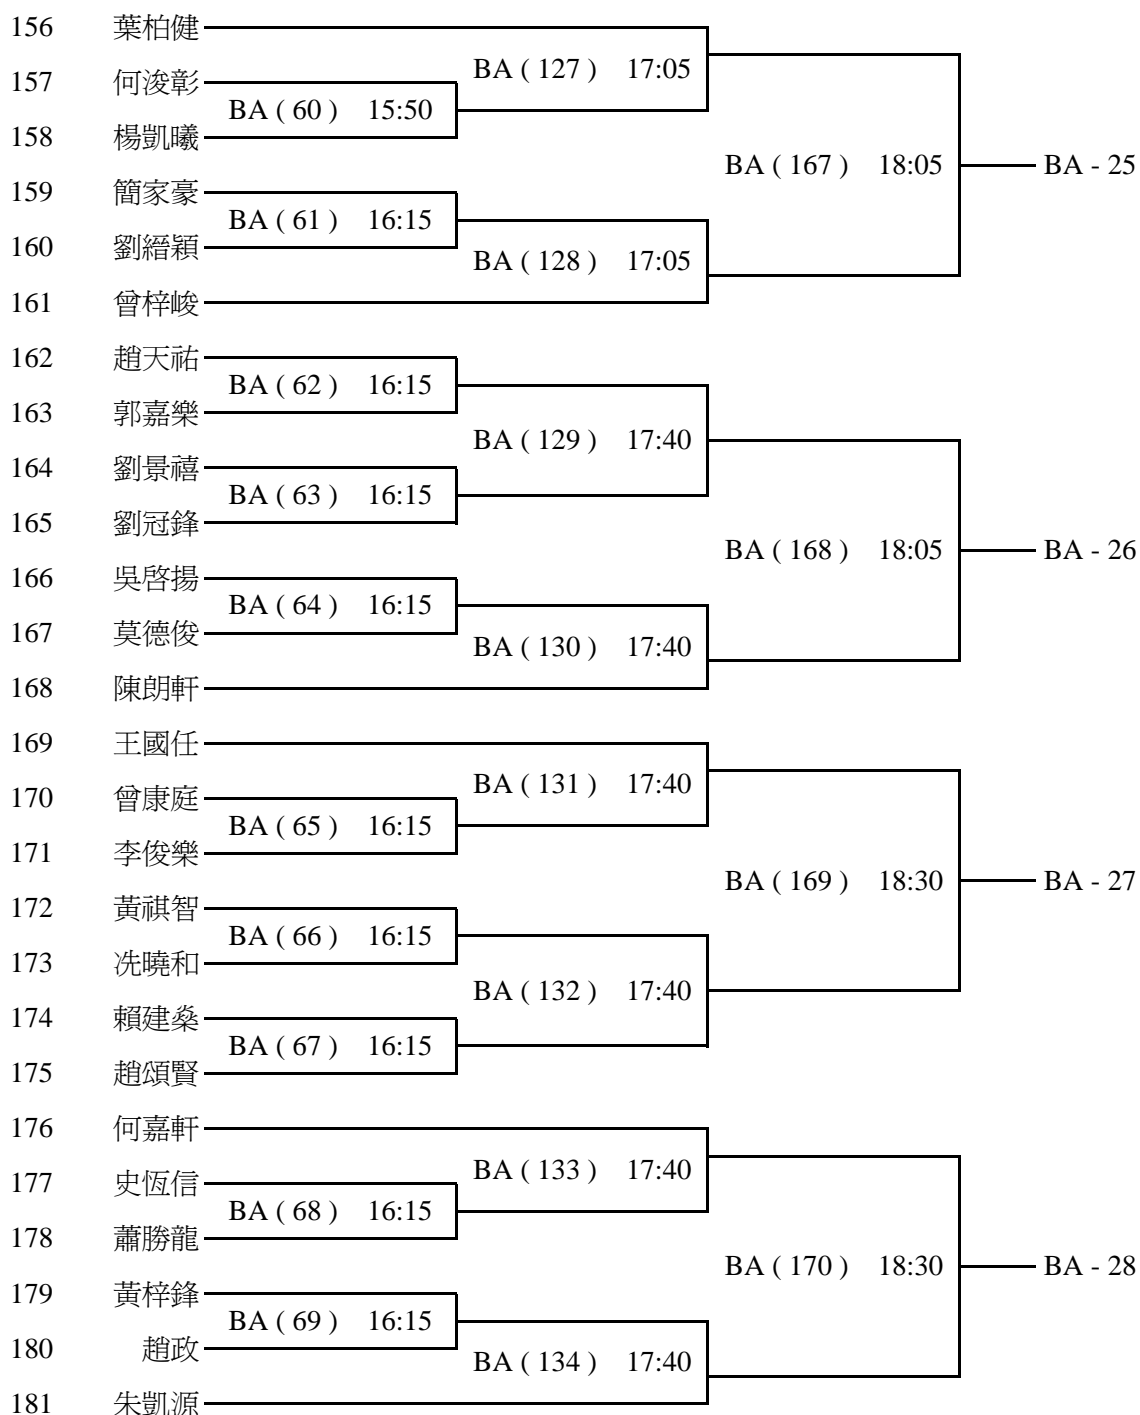 156 葉柏健
BA ( 127 ) 17:05
157 何浚彰
BA ( 60 ) 15:50
158 楊凱曦
BA ( 167 ) 18:05 BA - 25
159 簡家豪
BA ( 61 ) 16:15
160 劉縉穎
BA ( 128 ) 17:05
161 曾梓峻
162 趙天祐
BA ( 62 ) 16:15
163 郭嘉樂
BA ( 129 ) 17:40
164 劉景禧
BA ( 63 ) 16:15
165 劉冠鋒
BA ( 168 ) 18:05 BA - 26
166 吳啓揚
BA ( 64 ) 16:15
167 莫德俊
BA ( 130 ) 17:40
168 陳朗軒
169 王國任
BA ( 131 ) 17:40
170 曾康庭
BA ( 65 ) 16:15
171 李俊樂
BA ( 169 ) 18:30 BA - 27
172 黃祺智
BA ( 66 ) 16:15
173 冼曉和
BA ( 132 ) 17:40
174 賴建燊
BA ( 67 ) 16:15
175 趙頌賢
176 何嘉軒
BA ( 133 ) 17:40
177 史恆信
BA ( 68 ) 16:15
178 蕭勝龍
BA ( 170 ) 18:30 BA - 28
179 黃梓鋒
BA ( 69 ) 16:15
180 趙政
BA ( 134 ) 17:40
181 朱凱源